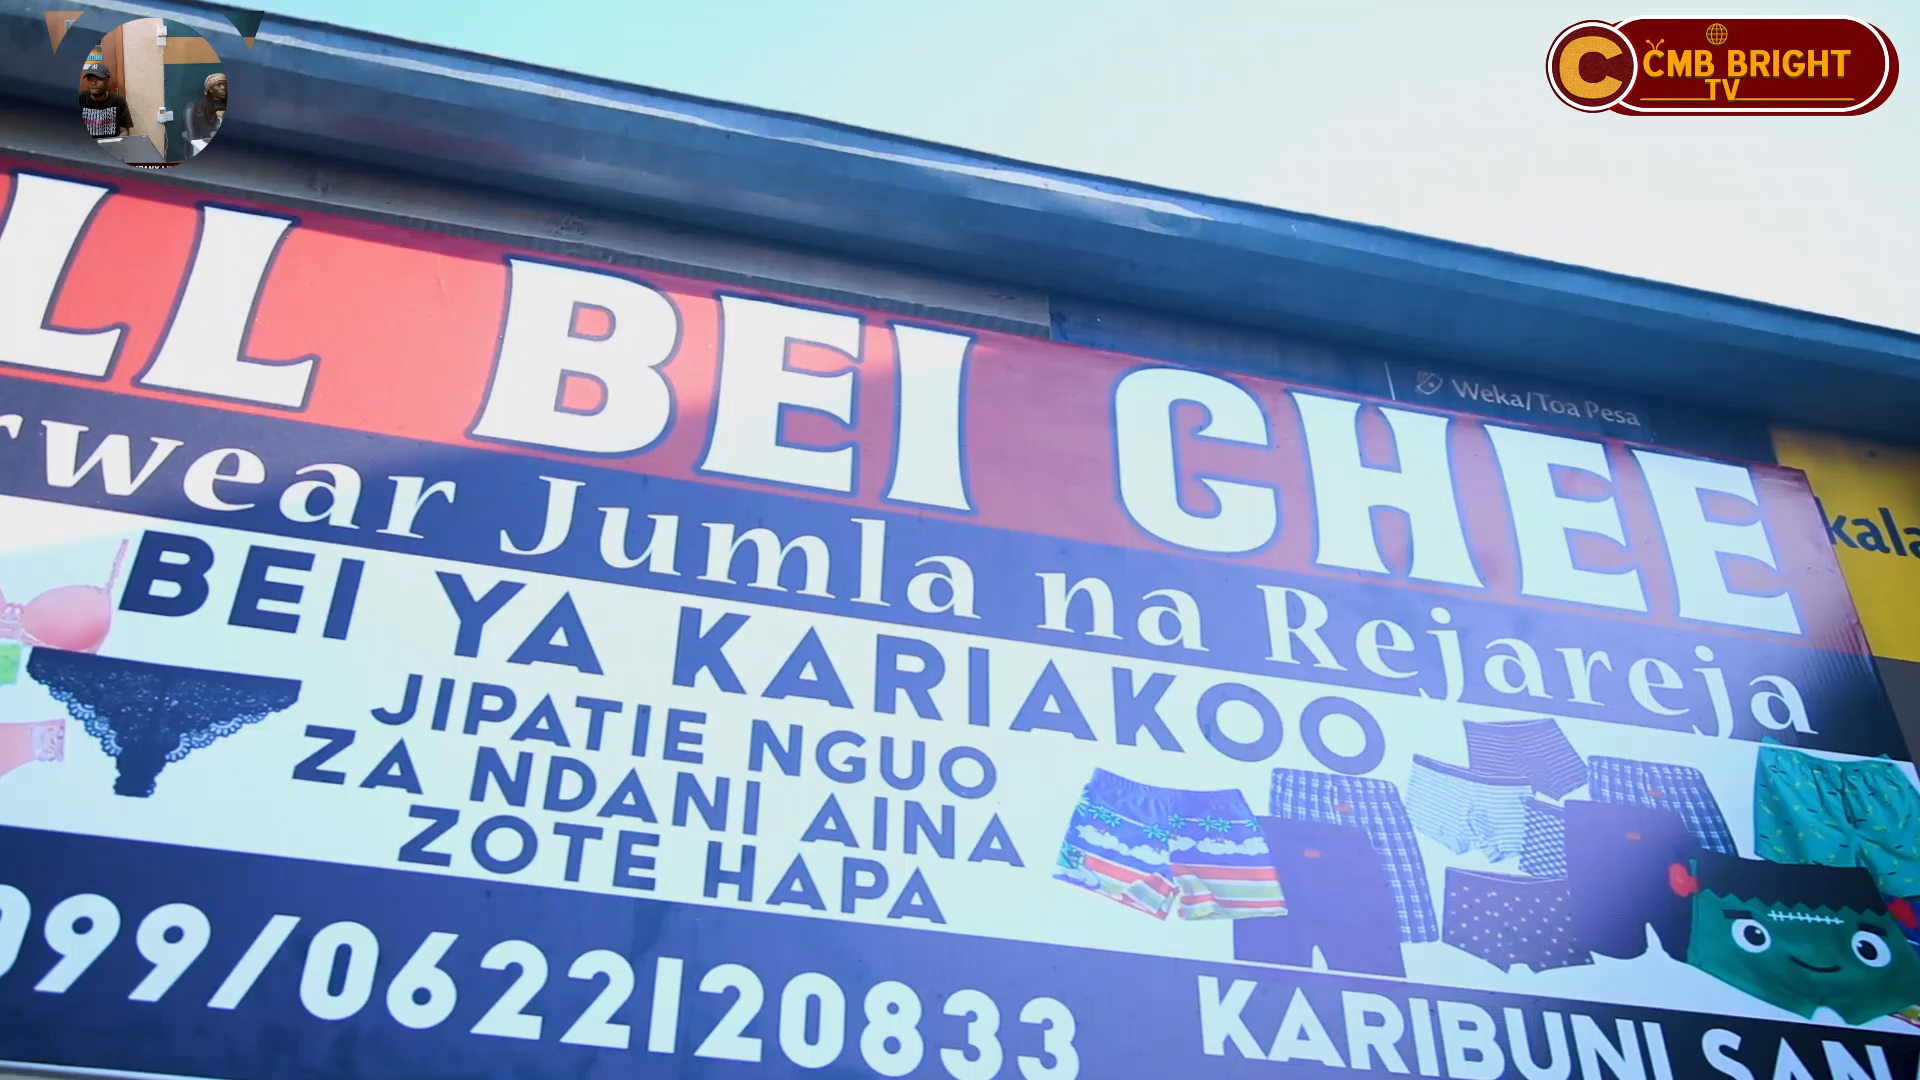 CMB BRIGHT
TV
LL BEI CHEE
Weka/Toa Pesa
rwear Jumla na Rejareja
BEI YA KARIAKOO
JIPATIE NGUO
ZA NDANI AINA
ZOTE HAPA
99/0622120833
KARIBUNI SAN
kala